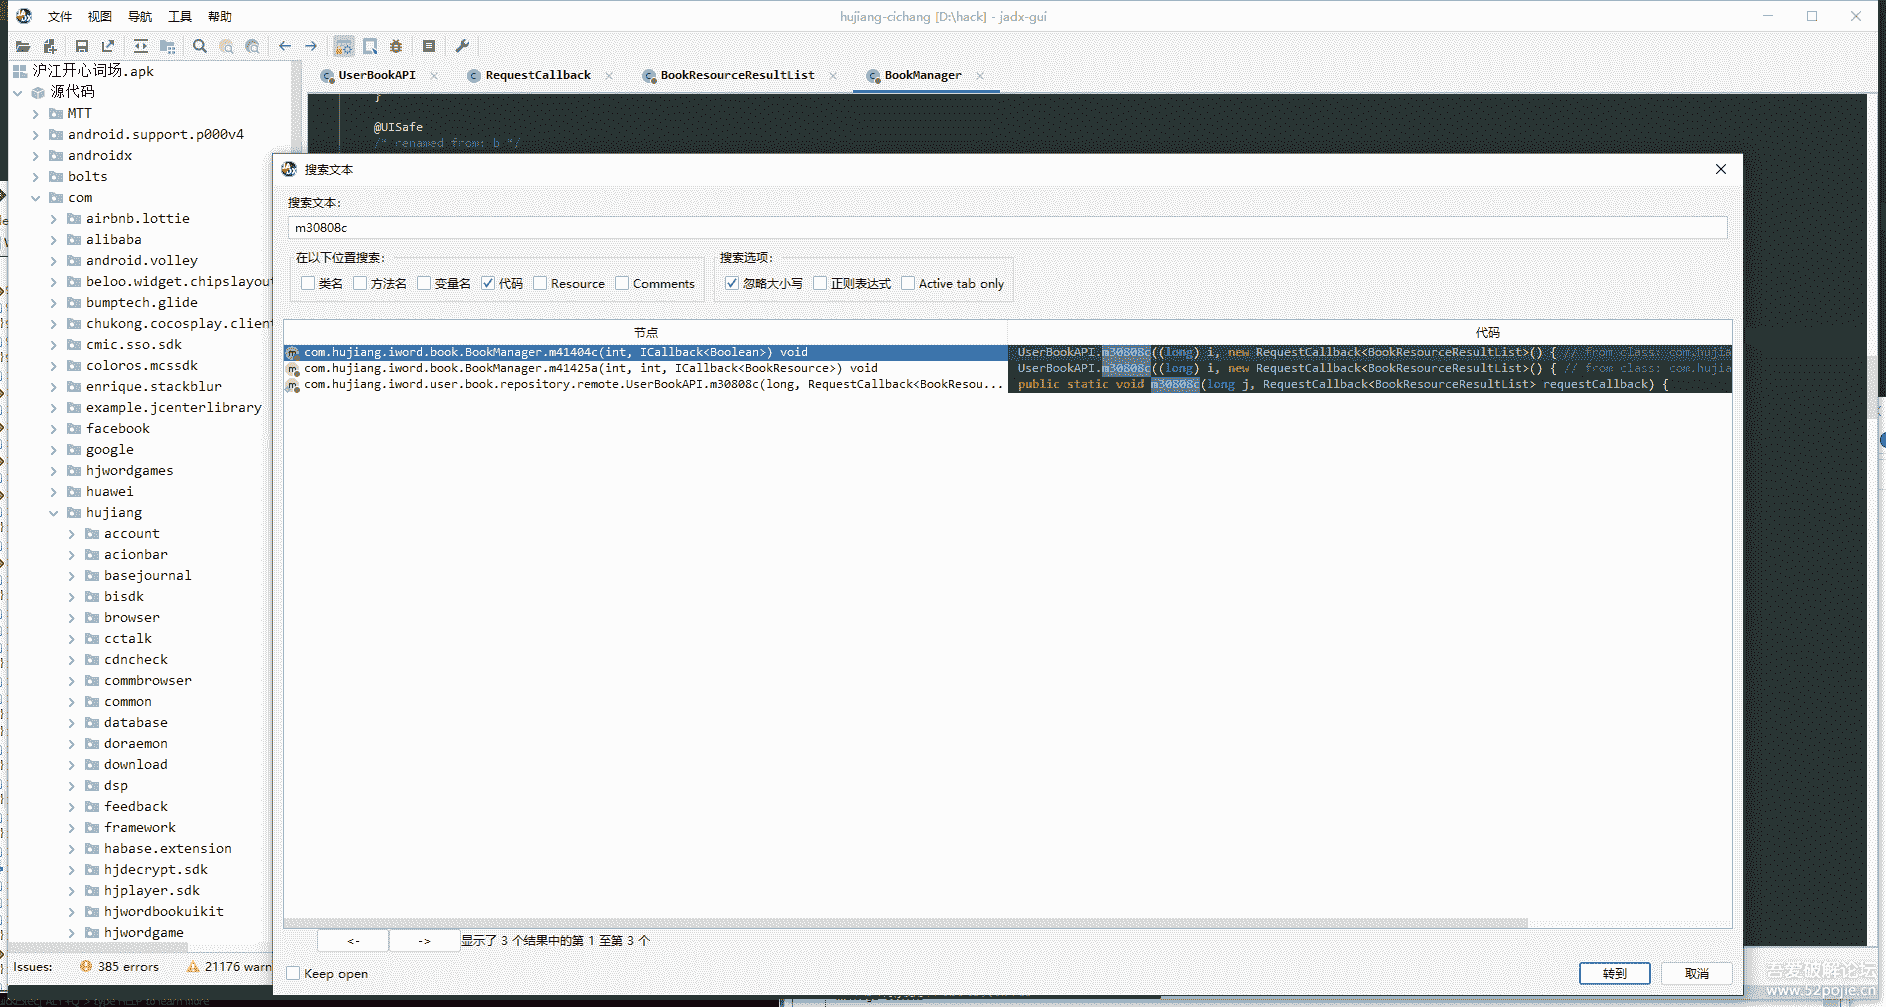 文件 视图 导航 工具 帮助
hujiang-cichang [D:\hack] - jadx-gui
沪江开心词场.apk
源代码
MTT
android.support.p000v4
androidx
bolts
com
airbnb.lottie
alibaba
android.volley
beloo.widget.chipslayout
bumptech.glide
chukong.cocosplay.client
cmic.sso.sdk
coloros.mcssdk
enrique.stackblur
example.jcenterlibrary
facebook
google
hjwordgames
huawei
hujiang
account
acionbar
basejournal
bisdk
browser
cctalk
cdncheck
commbrowser
common
database
doraemon
download
dsp
feedback
framework
habase.extension
hjdecrypt.sdk
hjplayer.sdk
hjwordbookuikit
hjwordgame
Issues: 385 errors 21176 warn
UserBookAPI RequestCallback BookResourceResultList BookManager
}
@UISafe
/* renamed from: b */
搜索文本
搜索文本:
m30808c
在以下位置搜索: 搜索选项:
类名 方法名 变量名 代码 Resource Comments 忽略大小写 正则表达式 Active tab only
节点 代码
com.hujiang.iword.book.BookManager.m41404c(int, ICallback<Boolean>) void UserBookAPI.m30808c((long) i, new RequestCallback<BookResourceResultList>() { // from class: com.hujia
com.hujiang.iword.book.BookManager.m41425a(int, int, ICallback<BookResource>) void UserBookAPI.m30808c((long) i, new RequestCallback<BookResourceResultList>() { // from class: com.hujia
com.hujiang.iword.user.book.repository.remote.UserBookAPI.m30808c(long, RequestCallback<BookResou... public static void m30808c(long j, RequestCallback<BookResourceResultList> requestCallback) {
<- -> 显示了 3 个结果中的第 1 至第 3 个
Keep open
转到 取消
吾爱破解论坛
www.52pojie.cn